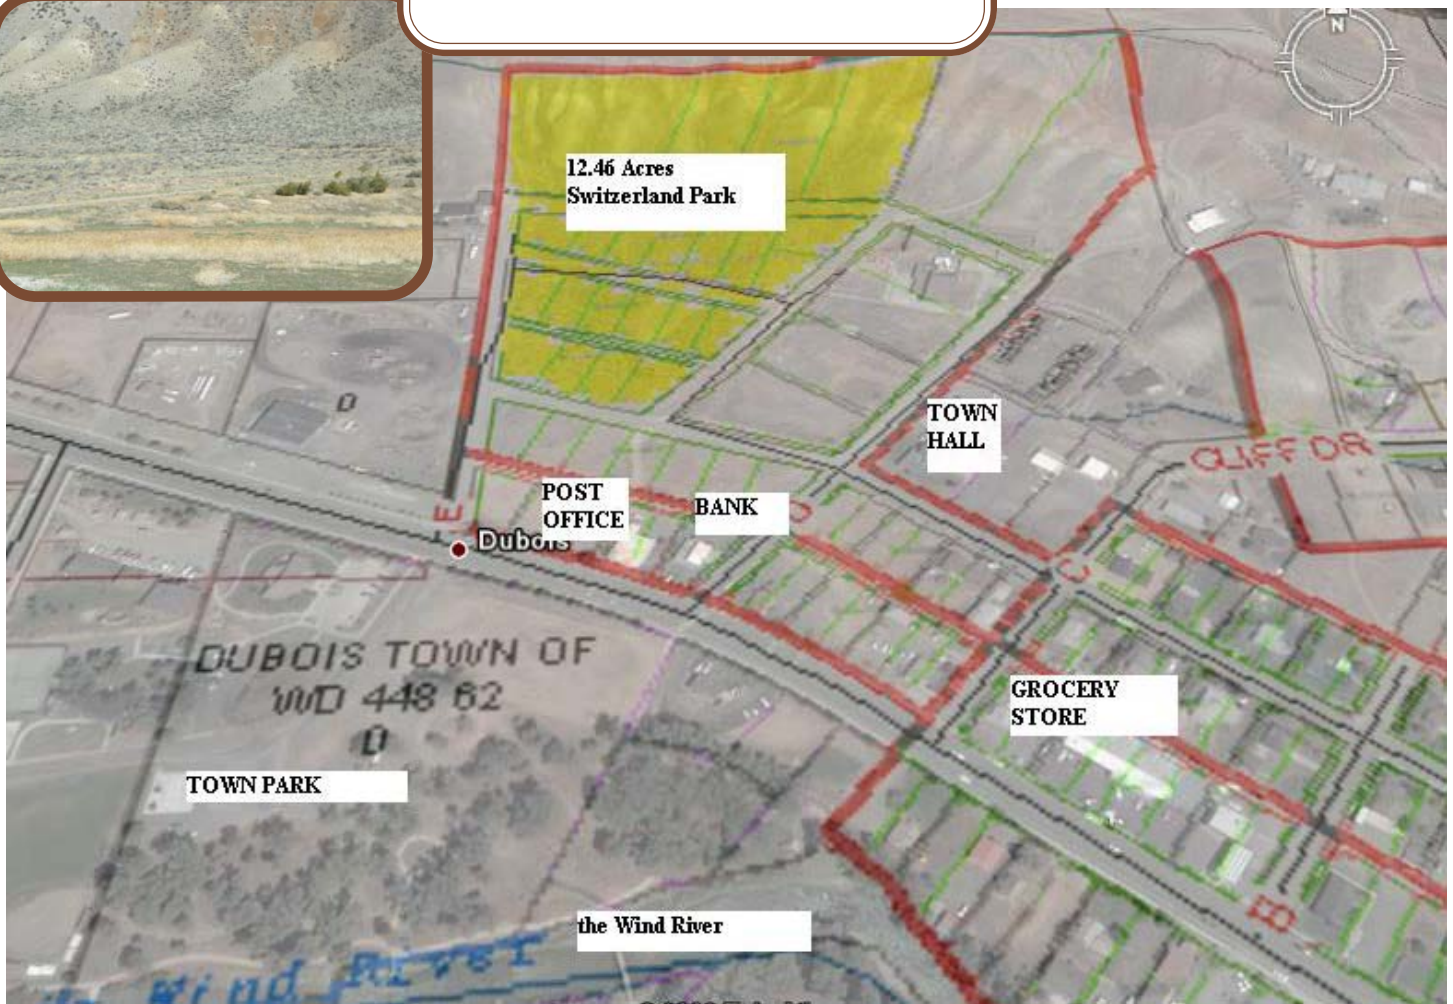 N
12.46 Acres
Switzerland Park
D
TOWN
HALL
CLIFF DR
POST
OFFICE
BANK
D
E
Dubois
C
DUBOIS TOWN OF
WD 448 62
D
GROCERY
STORE
TOWN PARK
B
the Wind River
Wind River